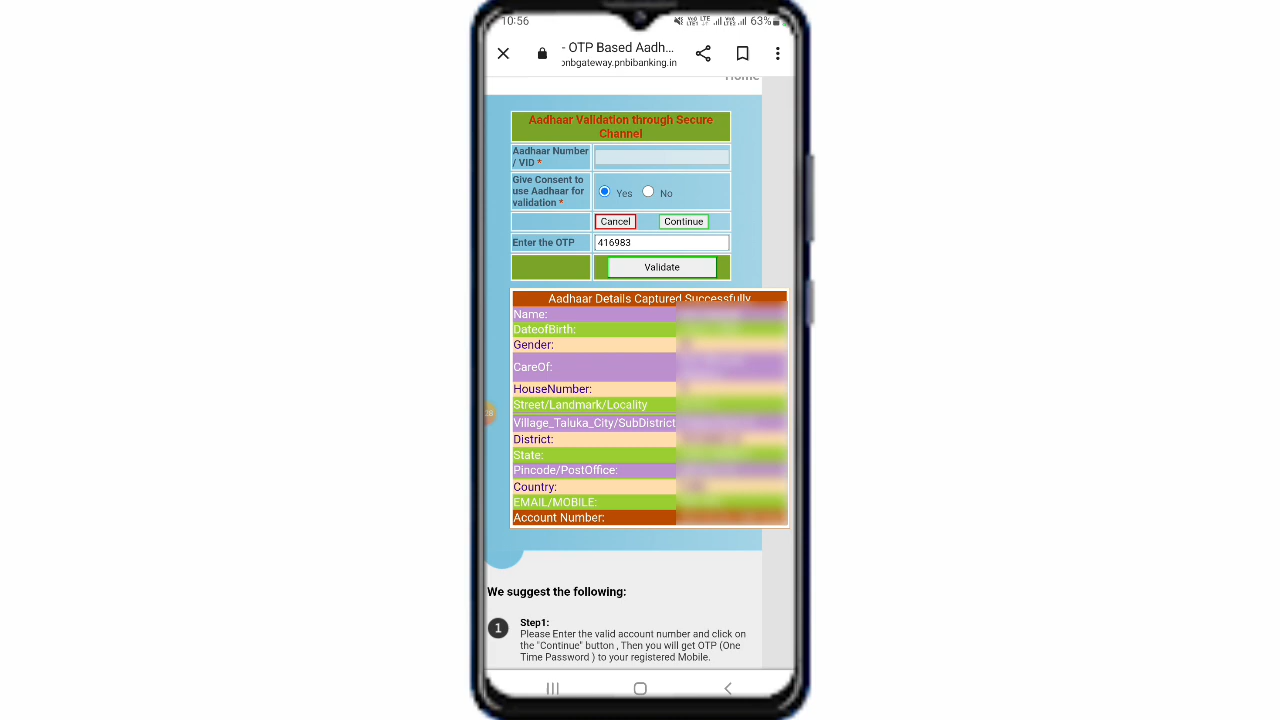 10:56
63%
- OTP Based Aadh...
onbgateway.pnbibanking.in
Home
Aadhaar Validation through Secure
Channel
Aadhaar Number
/ VID *
Give Consent to
use Aadhaar for
validation *
Yes No
Cancel Continue
Enter the OTP 416983
Validate
Aadhaar Details Captured Successfully
Name:
DateofBirth:
Gender:
CareOf:
HouseNumber:
Street/Landmark/Locality
Village_Taluka_City/SubDistrict
District:
State:
Pincode/PostOffice:
Country:
EMAIL/MOBILE:
Account Number:
28
We suggest the following:
1 Step1:
Please Enter the valid account number and click on
the "Continue" button , Then you will get OTP (One
Time Password ) to your registered Mobile.